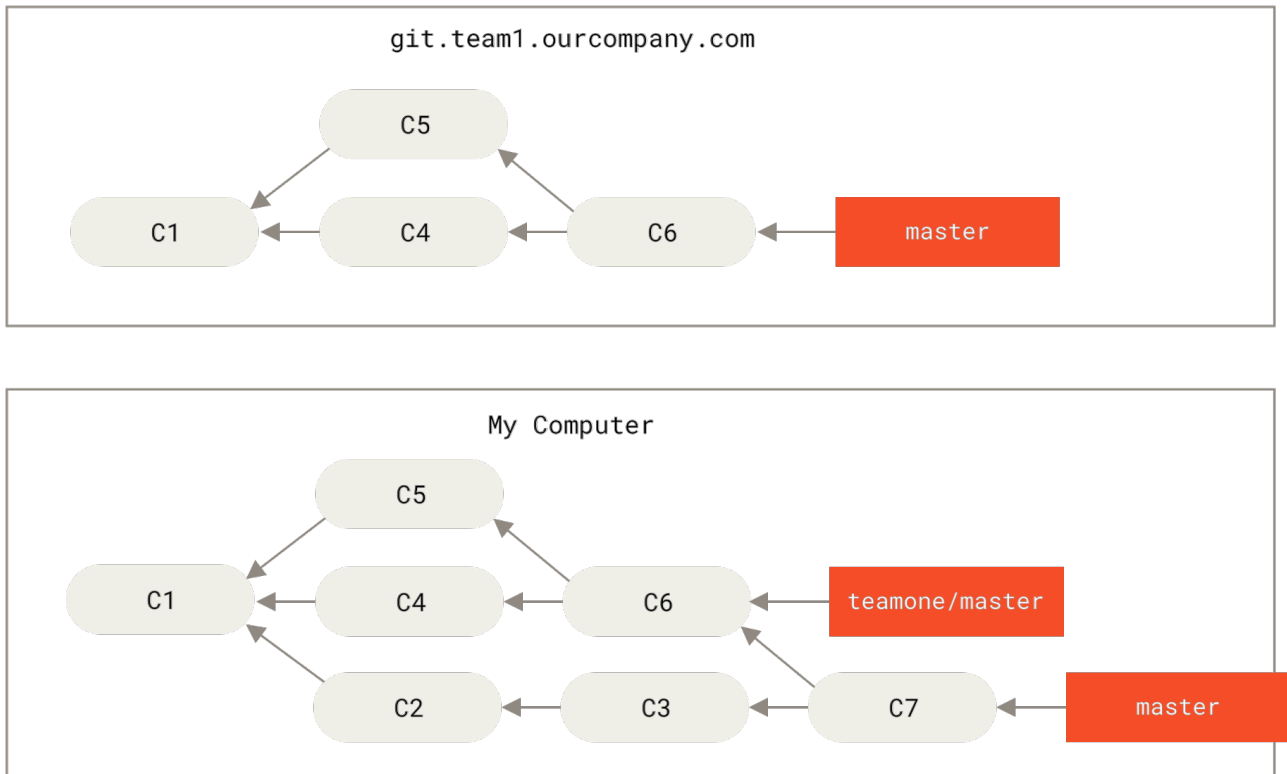 git.team1.ourcompany.com
C5
C1
C4
C6
master
My Computer
C5
C1
C4
C6
teamone/master
C2
C3
C7
master